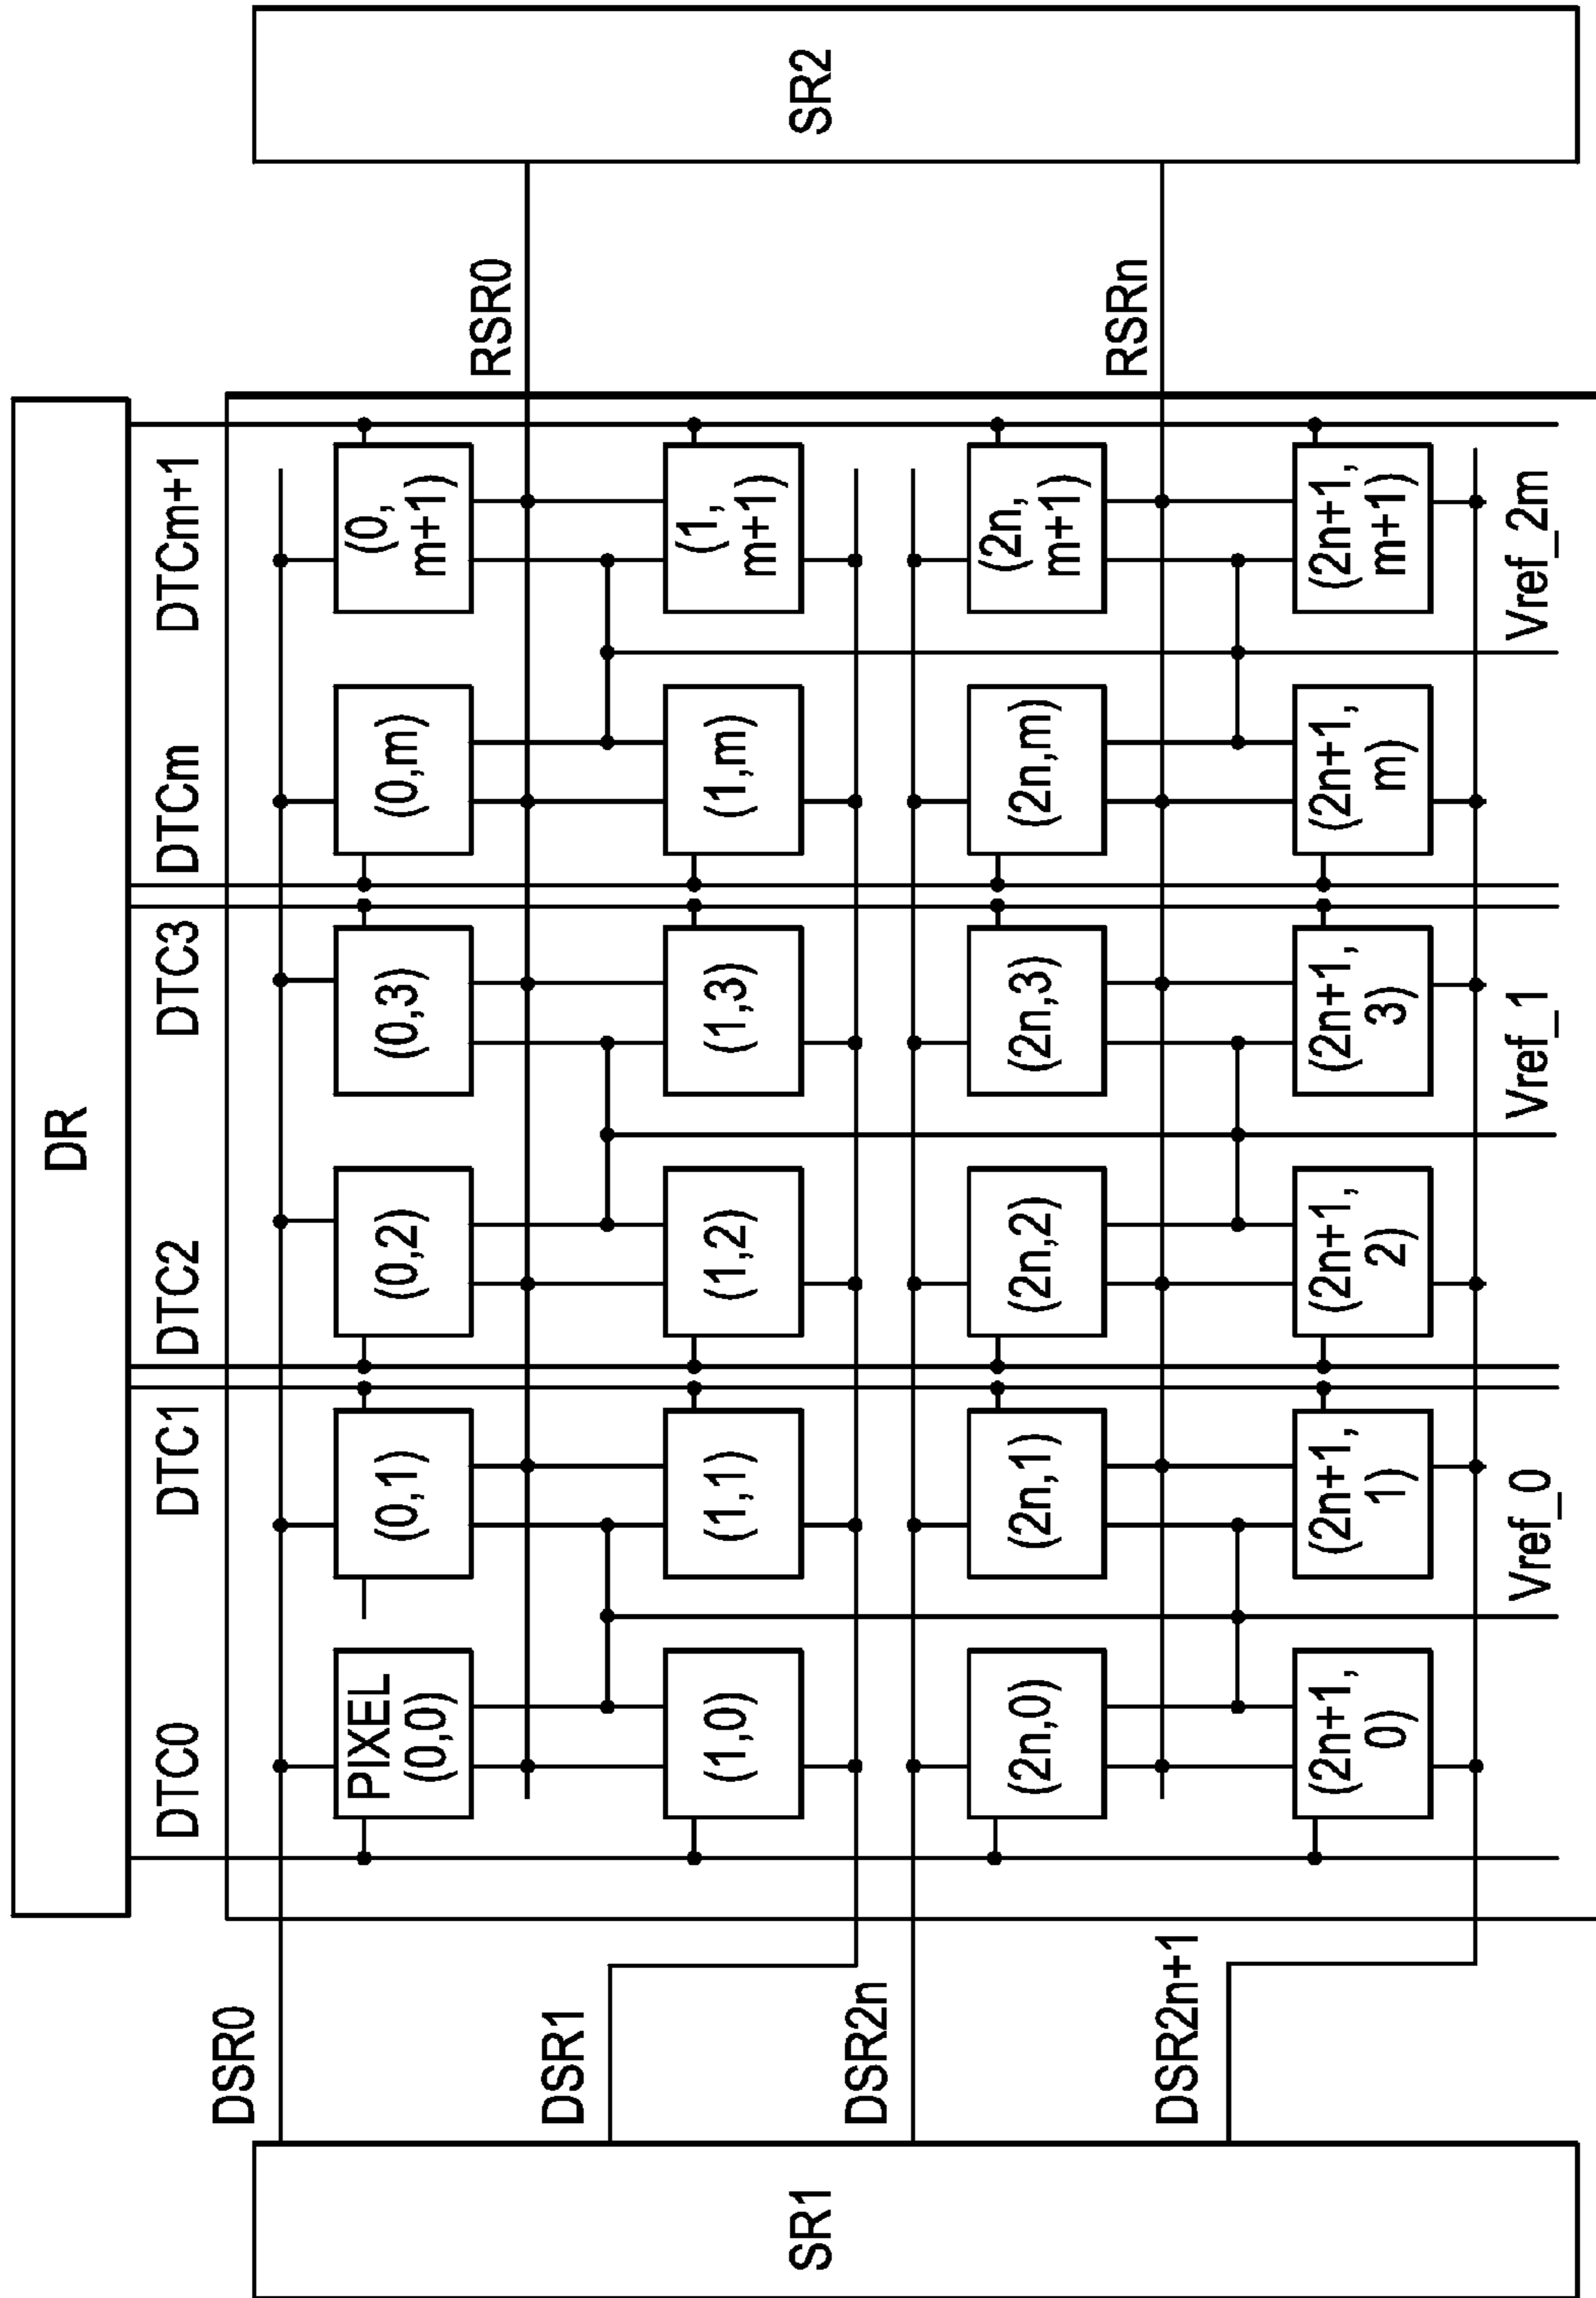 DR
DTC0
DTC1
DTC2
DTC3
DTCm
DTCm+1
DSR0
PIXEL
(0,0)
(0,1)
(0,2)
(0,3)
(0,m)
(0,
m+1)
RSR0
DSR1
(1,0)
(1,1)
(1,2)
(1,3)
(1,m)
(1,
m+1)
SR1
SR2
DSR2n
(2n,0)
(2n,1)
(2n,2)
(2n,3)
(2n,m)
(2n,
m+1)
RSRn
DSR2n+1
(2n+1,
0)
(2n+1,
1)
(2n+1,
2)
(2n+1,
3)
(2n+1,
m)
(2n+1,
m+1)
Vref_0
Vref_1
Vref_2m